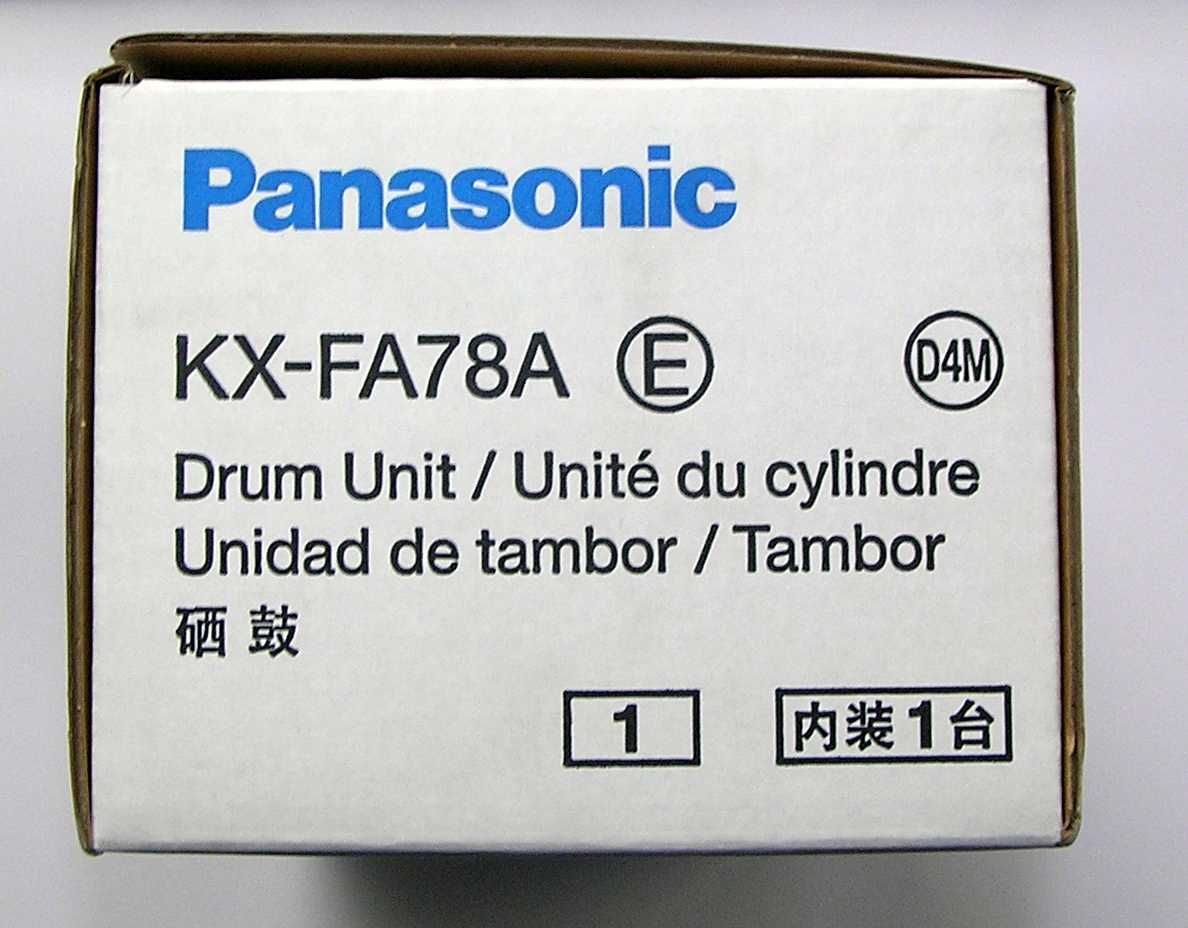 Panasonic
KX-FA78A Ⓔ D4M
Drum Unit / Unité du cylindre
Unidad de tambor / Tambor
硒鼓
1 内装1台